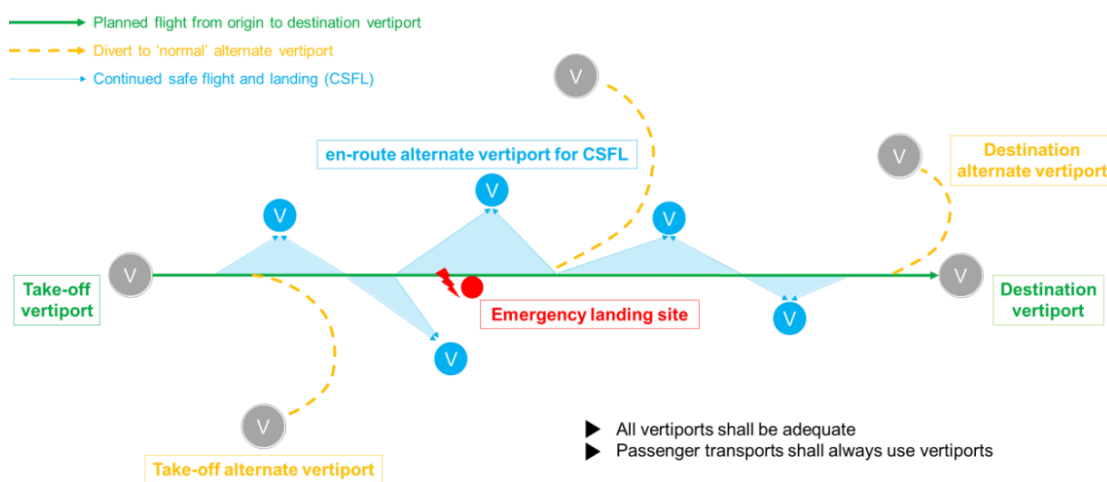 Planned flight from origin to destination vertiport
Divert to ‘normal’ alternate vertiport
Continued safe flight and landing (CSFL)
V
en-route alternate vertiport for CSFL
V
Destination
alternate vertiport
V
V
V
V
Take-off
vertiport
V
Destination
vertiport
Emergency landing site
V
V
V
Take-off alternate vertiport
All vertiports shall be adequate
Passenger transports shall always use vertiports